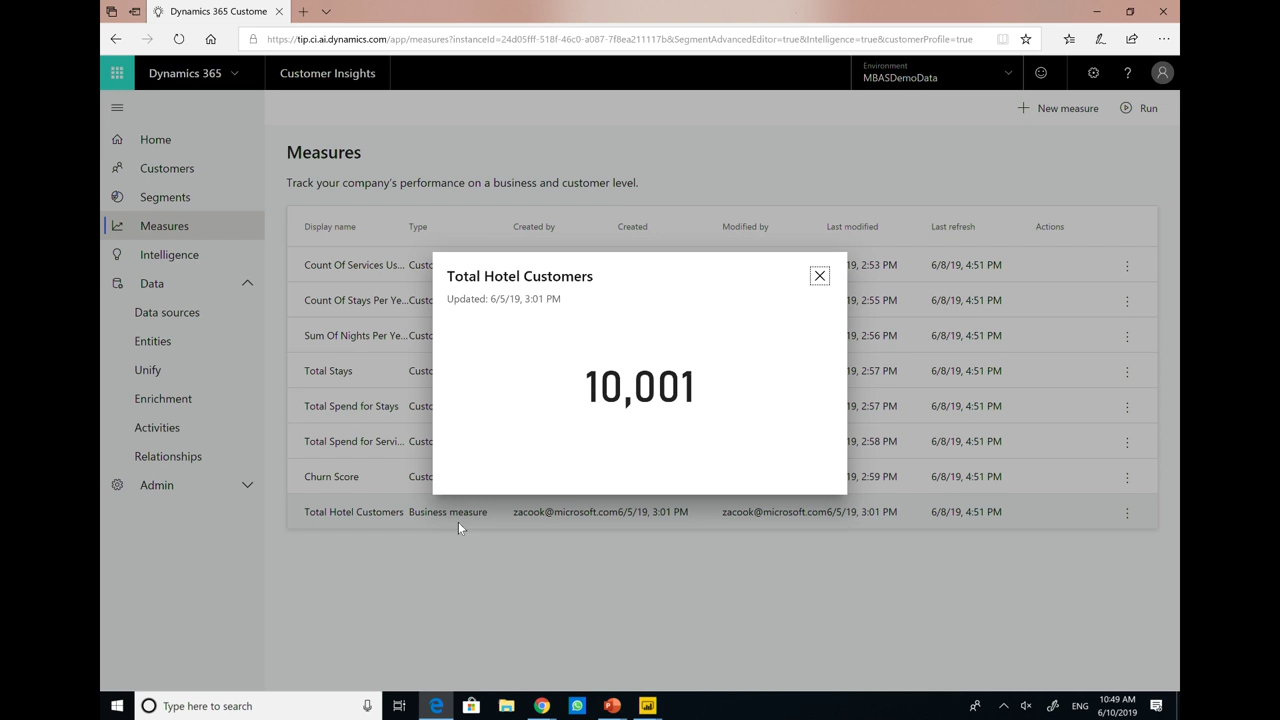 Dynamics 365 Custome
https://tip.ci.ai.dynamics.com/app/measures?instanceId=24d05fff-518f-46c0-a087-7f8ea211117b&SegmentAdvancedEditor=true&Intelligence=true&customerProfile=true
Dynamics 365
Customer Insights
Environment
MBASDemoData
?
New measure
Run
Home
Customers
Segments
Measures
Intelligence
Data
Data sources
Entities
Unify
Enrichment
Activities
Relationships
Admin
Measures
Track your company's performance on a business and customer level.
Display name Type Created by Created Modified by Last modified Last refresh Actions
Count Of Services Us... Custo 19, 2:53 PM 6/8/19, 4:51 PM
Count Of Stays Per Ye... Custo 19, 2:55 PM 6/8/19, 4:51 PM
Sum Of Nights Per Ye... Custo 19, 2:56 PM 6/8/19, 4:51 PM
Total Stays Custo 19, 2:57 PM 6/8/19, 4:51 PM
Total Spend for Stays Custo 19, 2:57 PM 6/8/19, 4:51 PM
Total Spend for Servi... Custo 19, 2:58 PM 6/8/19, 4:51 PM
Churn Score Custo 19, 2:59 PM 6/8/19, 4:51 PM
Total Hotel Customers Business measure zacook@microsoft.com 6/5/19, 3:01 PM zacook@microsoft.com 6/5/19, 3:01 PM 6/8/19, 4:51 PM
Total Hotel Customers
Updated: 6/5/19, 3:01 PM
10,001
Type here to search
ENG
10:49 AM
6/10/2019